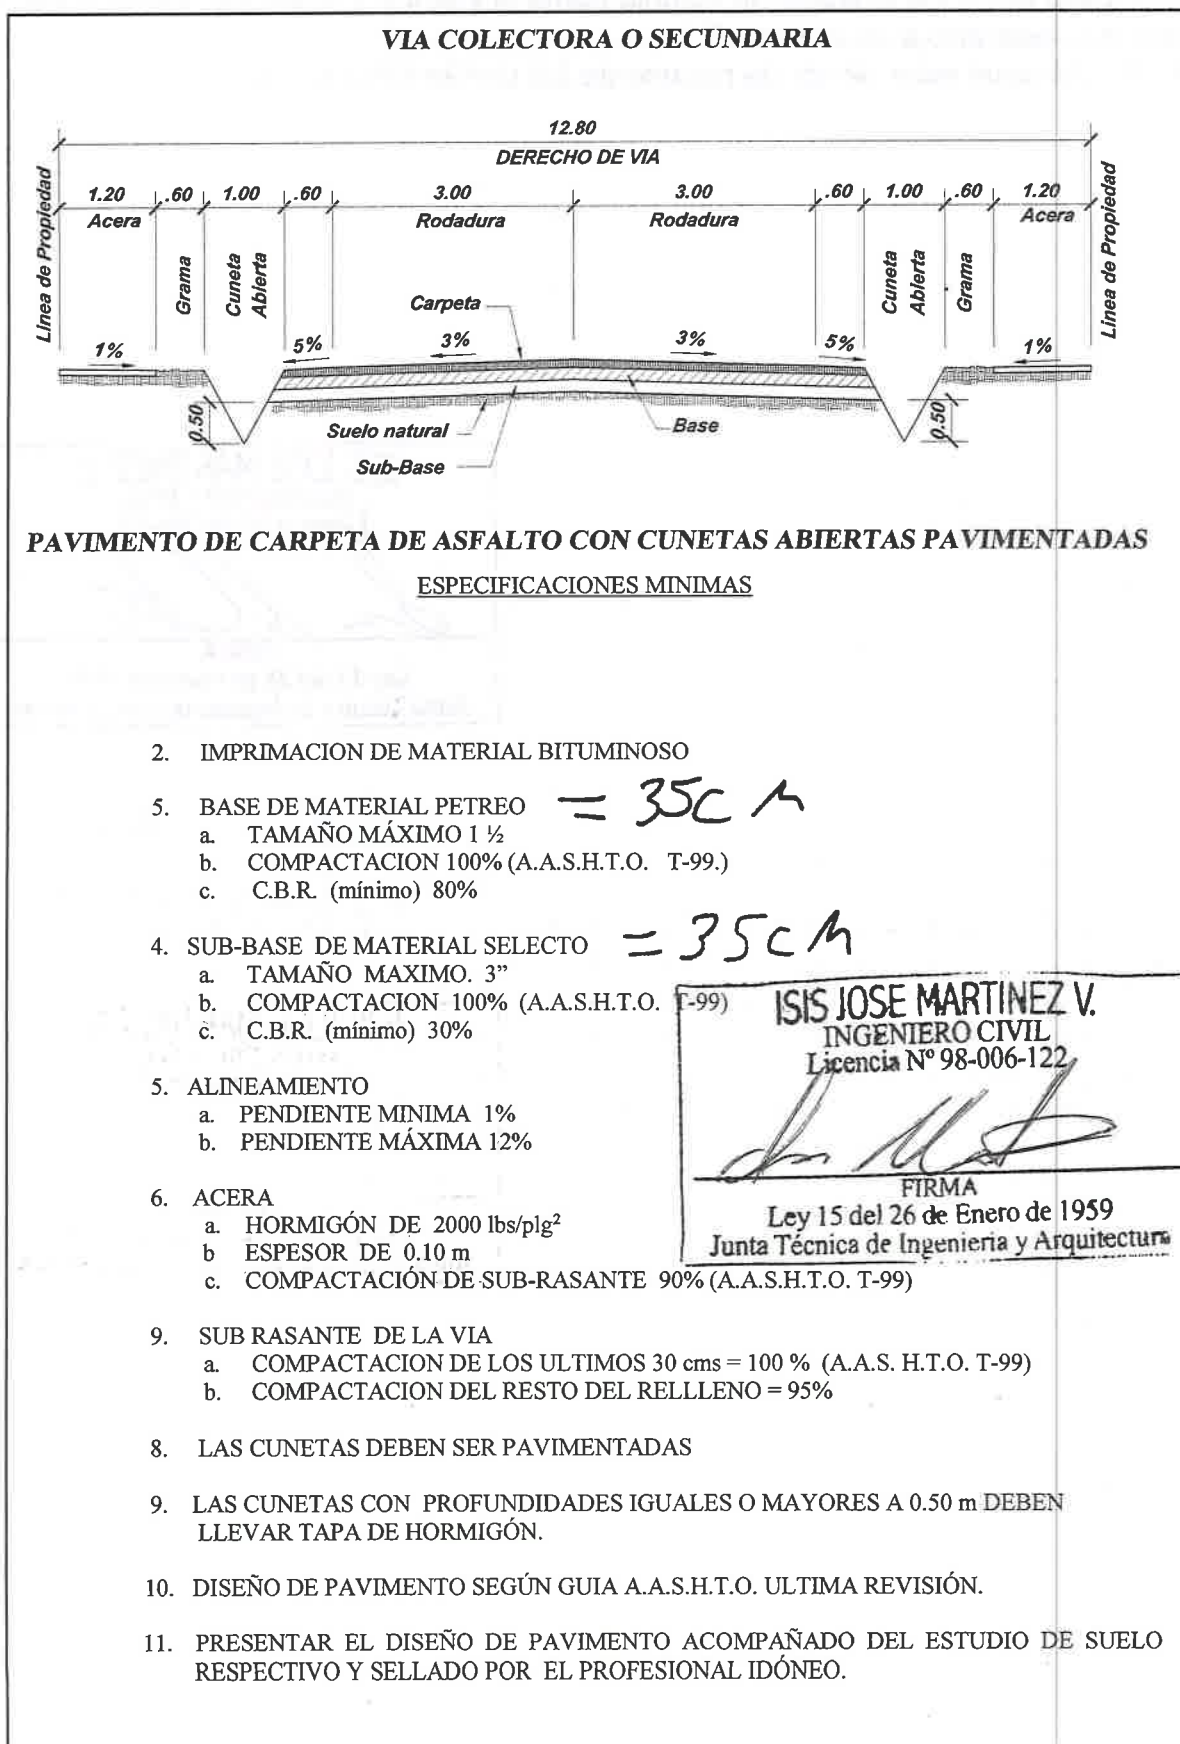 VIA COLECTORA O SECUNDARIA
12.80
DERECHO DE VIA
1.20 .60 1.00 .60 3.00 3.00 .60 1.00 .60 1.20
Acera Rodadura Rodadura Acera
Linea de Propiedad
Grama
Cuneta Abierta
Cuneta Abierta
Grama
Linea de Propiedad
Carpeta
1% 5% 3% 3% 5% 1%
0.50
0.50
Suelo natural
Base
Sub-Base
PAVIMENTO DE CARPETA DE ASFALTO CON CUNETAS ABIERTAS PAVIMENTADAS
ESPECIFICACIONES MINIMAS
2. IMPRIMACION DE MATERIAL BITUMINOSO
5. BASE DE MATERIAL PETREO = 35CM
a. TAMAÑO MÁXIMO 1 ½
b. COMPACTACION 100% (A.A.S.H.T.O. T-99.)
c. C.B.R. (mínimo) 80%
4. SUB-BASE DE MATERIAL SELECTO = 35CM
a. TAMAÑO MAXIMO. 3”
b. COMPACTACION 100% (A.A.S.H.T.O. T-99)
c. C.B.R. (mínimo) 30%
ISIS JOSE MARTINEZ V.
INGENIERO CIVIL
Licencia Nº 98-006-122
FIRMA
Ley 15 del 26 de Enero de 1959
Junta Técnica de Ingenieria y Arquitectura
5. ALINEAMIENTO
a. PENDIENTE MINIMA 1%
b. PENDIENTE MÁXIMA 12%
6. ACERA
a. HORMIGÓN DE 2000 lbs/plg²
b ESPESOR DE 0.10 m
c. COMPACTACIÓN DE SUB-RASANTE 90% (A.A.S.H.T.O. T-99)
9. SUB RASANTE DE LA VIA
a. COMPACTACION DE LOS ULTIMOS 30 cms = 100 % (A.A.S. H.T.O. T-99)
b. COMPACTACION DEL RESTO DEL RELLLENO = 95%
8. LAS CUNETAS DEBEN SER PAVIMENTADAS
9. LAS CUNETAS CON PROFUNDIDADES IGUALES O MAYORES A 0.50 m DEBEN
LLEVAR TAPA DE HORMIGÓN.
10. DISEÑO DE PAVIMENTO SEGÚN GUIA A.A.S.H.T.O. ULTIMA REVISIÓN.
11. PRESENTAR EL DISEÑO DE PAVIMENTO ACOMPAÑADO DEL ESTUDIO DE SUELO
RESPECTIVO Y SELLADO POR EL PROFESIONAL IDÓNEO.